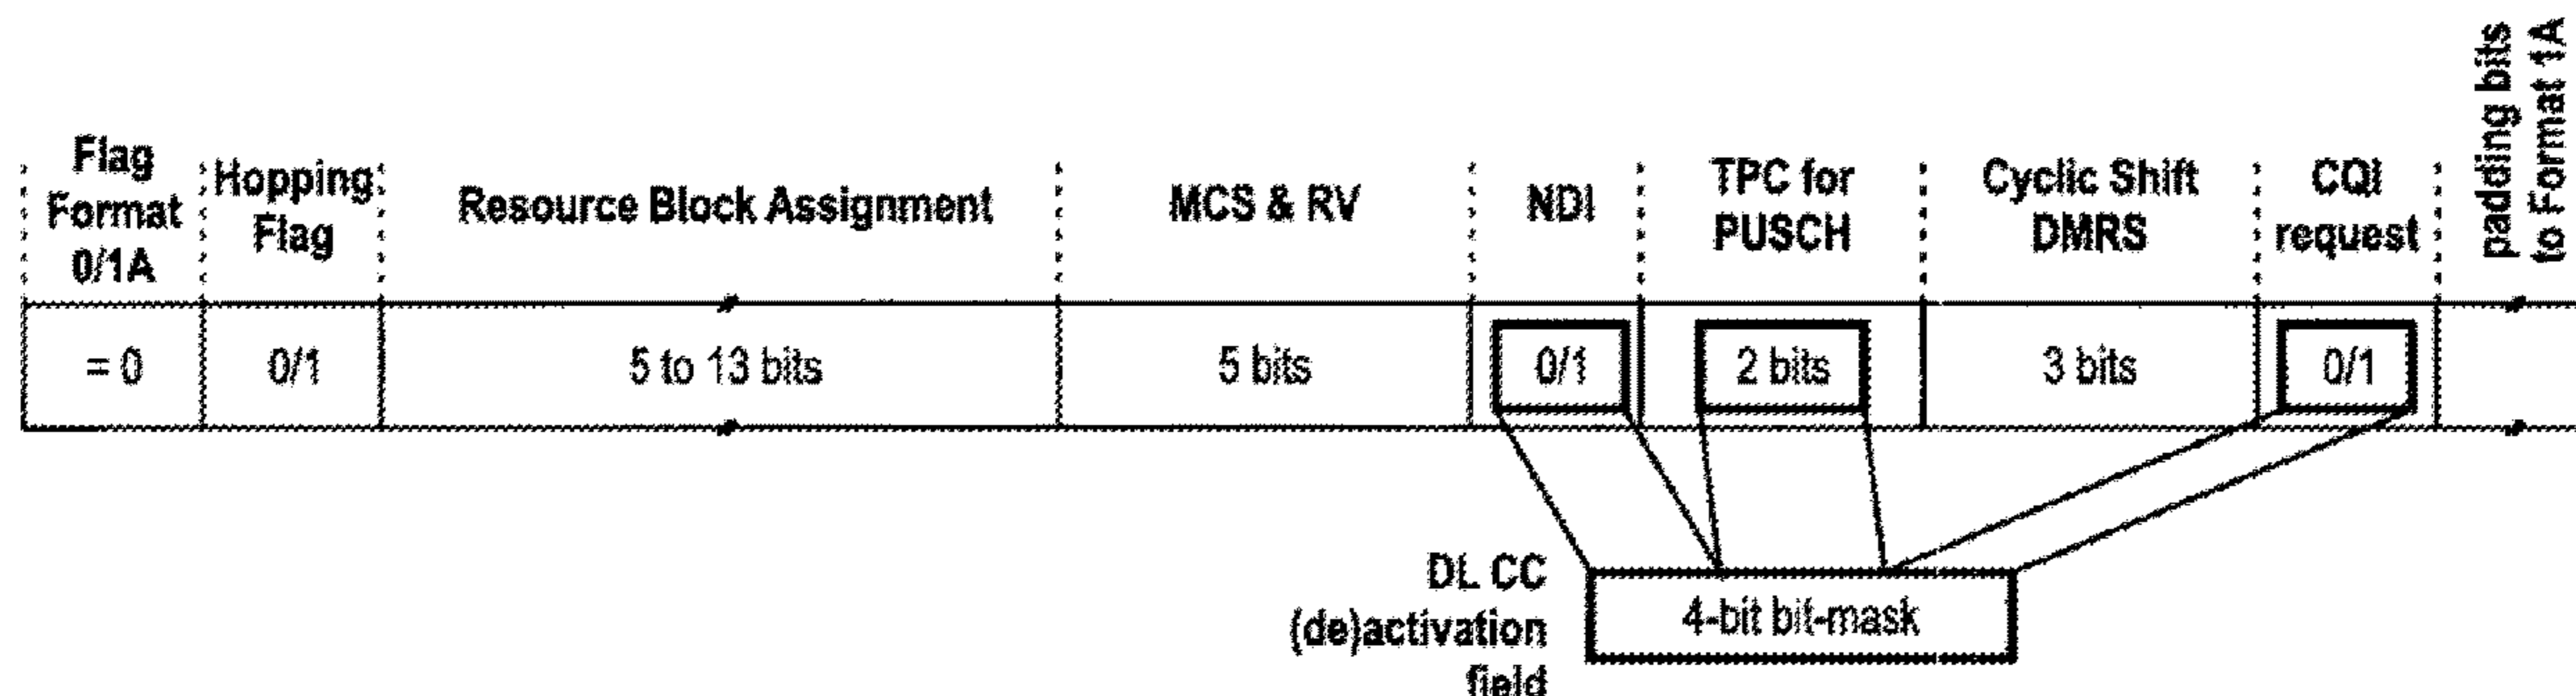 Flag
Format
0/1A
Hopping
Flag
Resource Block Assignment
MCS & RV
NDI
TPC for
PUSCH
Cyclic Shift
DMRS
CQI
request
padding bits
to Format 1A
= 0
0/1
5 to 13 bits
5 bits
0/1
2 bits
3 bits
0/1
DL CC
(de)activation
field
4-bit bit-mask